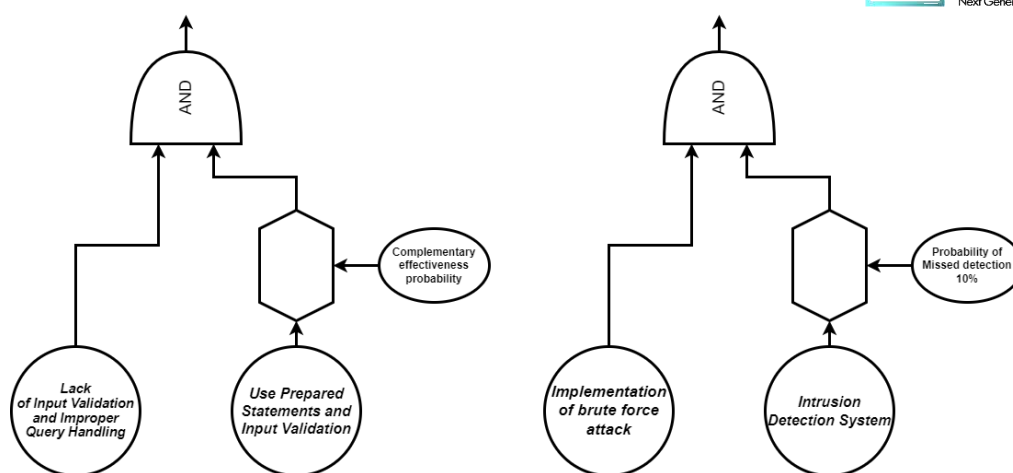 Next Gener
AND
AND
Complementary
effectiveness
probability
Probability of
Missed detection
10%
Lack
of Input Validation
and Improper
Query Handling
Use Prepared
Statements and
Input Validation
Implementation
of brute force
attack
Intrusion
Detection System